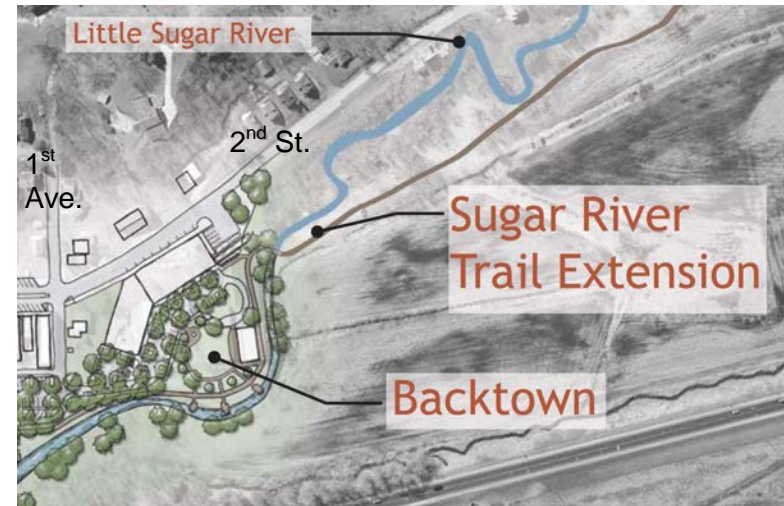 Little Sugar River
2nd St.
1st
Ave.
Sugar River
Trail Extension
Backtown